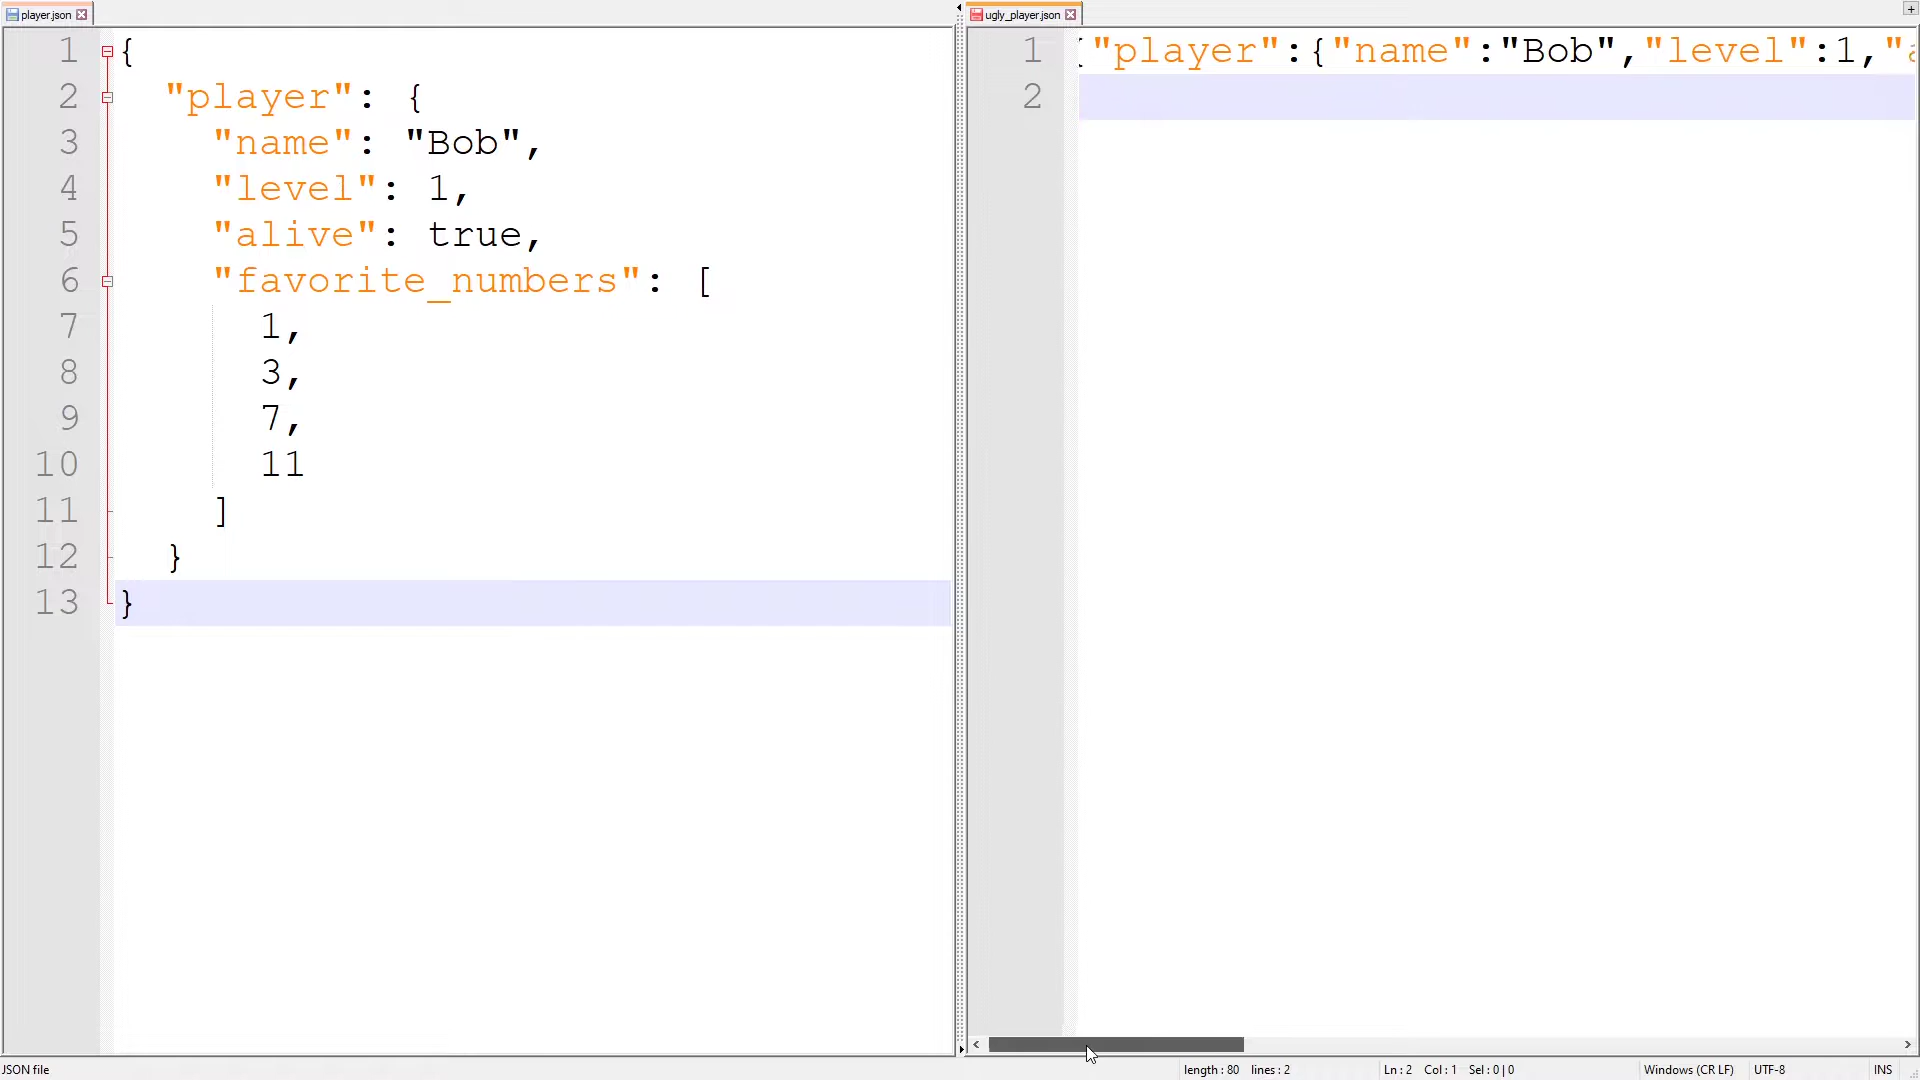 player.json
1 {
2 "player": {
3 "name": "Bob",
4 "level": 1,
5 "alive": true,
6 "favorite_numbers": [
7 1,
8 3,
9 7,
10 11
11 ]
12 }
13 }
ugly_player.json
1 {"player":{"name":"Bob","level":1,"a
2
JSON file
length : 80 lines : 2
Ln : 2 Col : 1 Sel : 0 | 0
Windows (CR LF)
UTF-8
INS